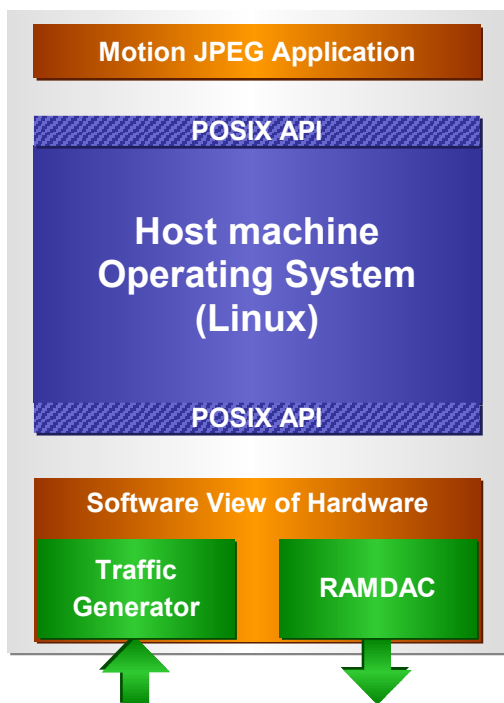 Motion JPEG Application
POSIX API
Host machine
Operating System
(Linux)
POSIX API
Software View of Hardware
Traffic
Generator
RAMDAC